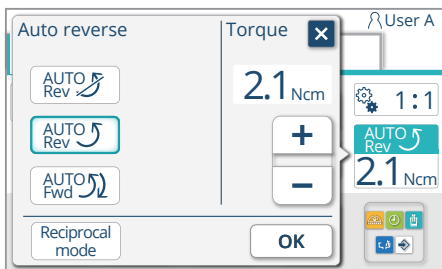 Auto reverse
Torque
User A
AUTO
Rev
2.1 Ncm
1:1
AUTO
Rev
+
AUTO
Rev
2.1 Ncm
AUTO
Fwd
−
Reciprocal
mode
OK